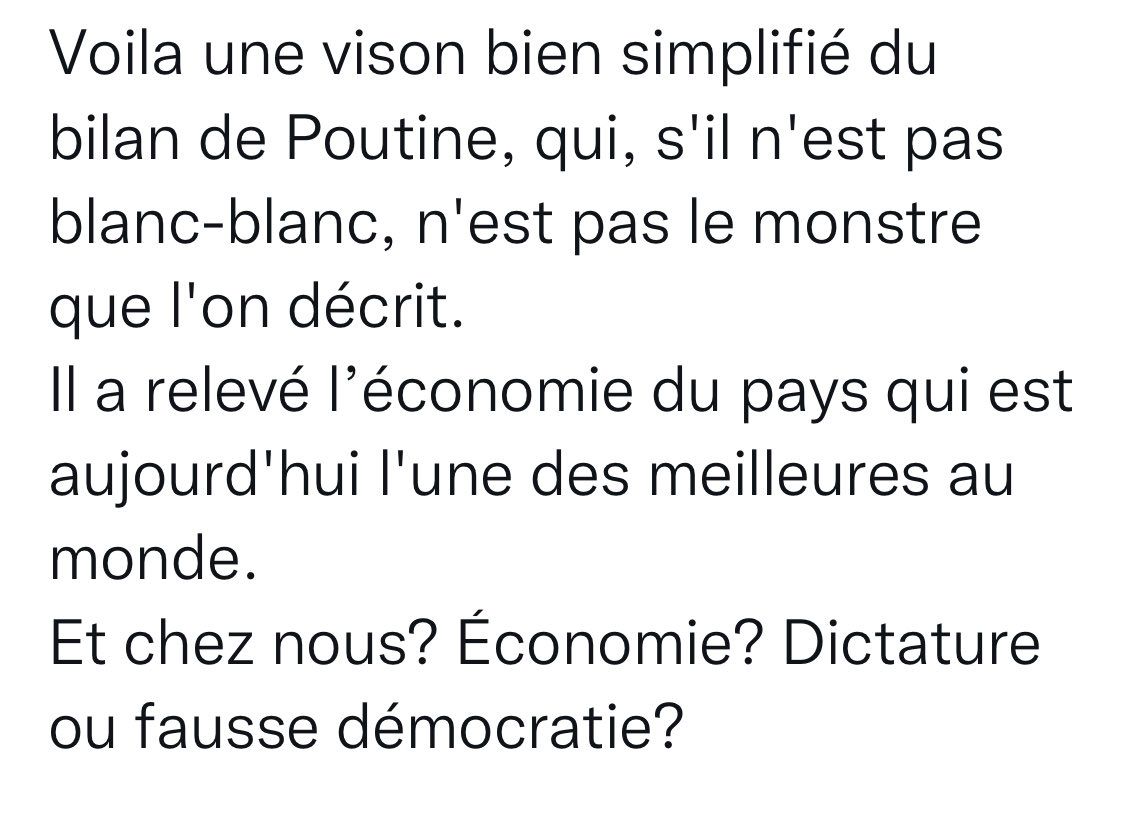 Voila une vison bien simplifié du
bilan de Poutine, qui, s'il n'est pas
blanc-blanc, n'est pas le monstre
que l'on décrit.
Il a relevé l’économie du pays qui est
aujourd'hui l'une des meilleures au
monde.
Et chez nous? Économie? Dictature
ou fausse démocratie?